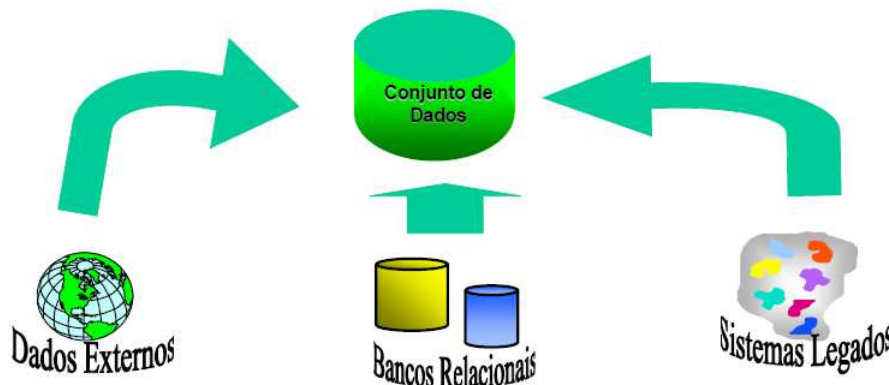 Conjunto de
Dados
Dados Externos
Bancos Relacionais
Sistemas Legados